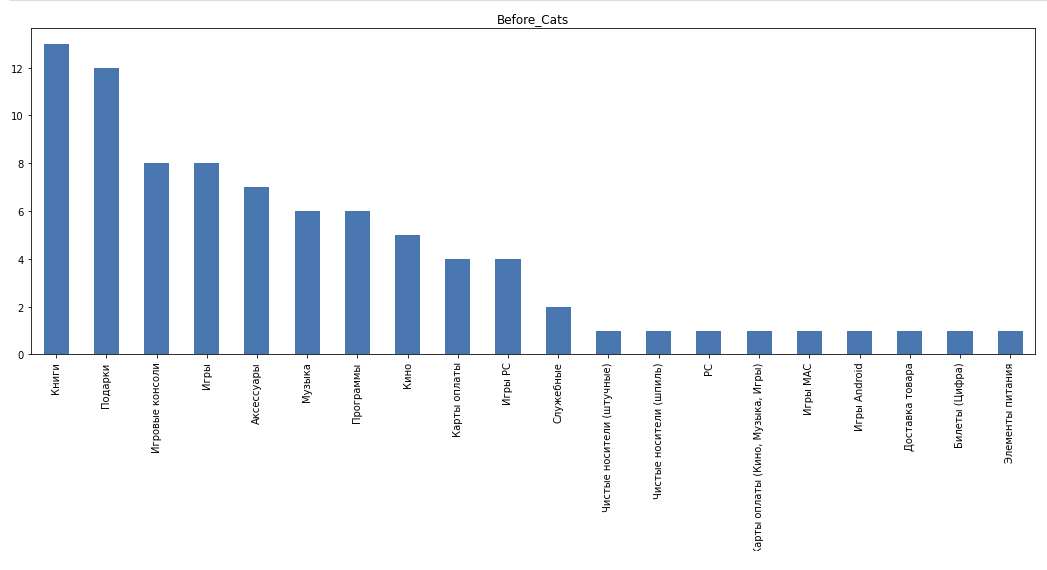 Before_Cats
12
10
8
6
4
2
0
Книги
Подарки
Игровые консоли
Игры
Аксессуары
Музыка
Программы
Кино
Карты оплаты
Игры PC
Служебные
Чистые носители (штучные)
Чистые носители (шпиль)
PC
Карты оплаты (Кино, Музыка, Игры)
Игры MAC
Игры Android
Доставка товара
Билеты (Цифра)
Элементы питания